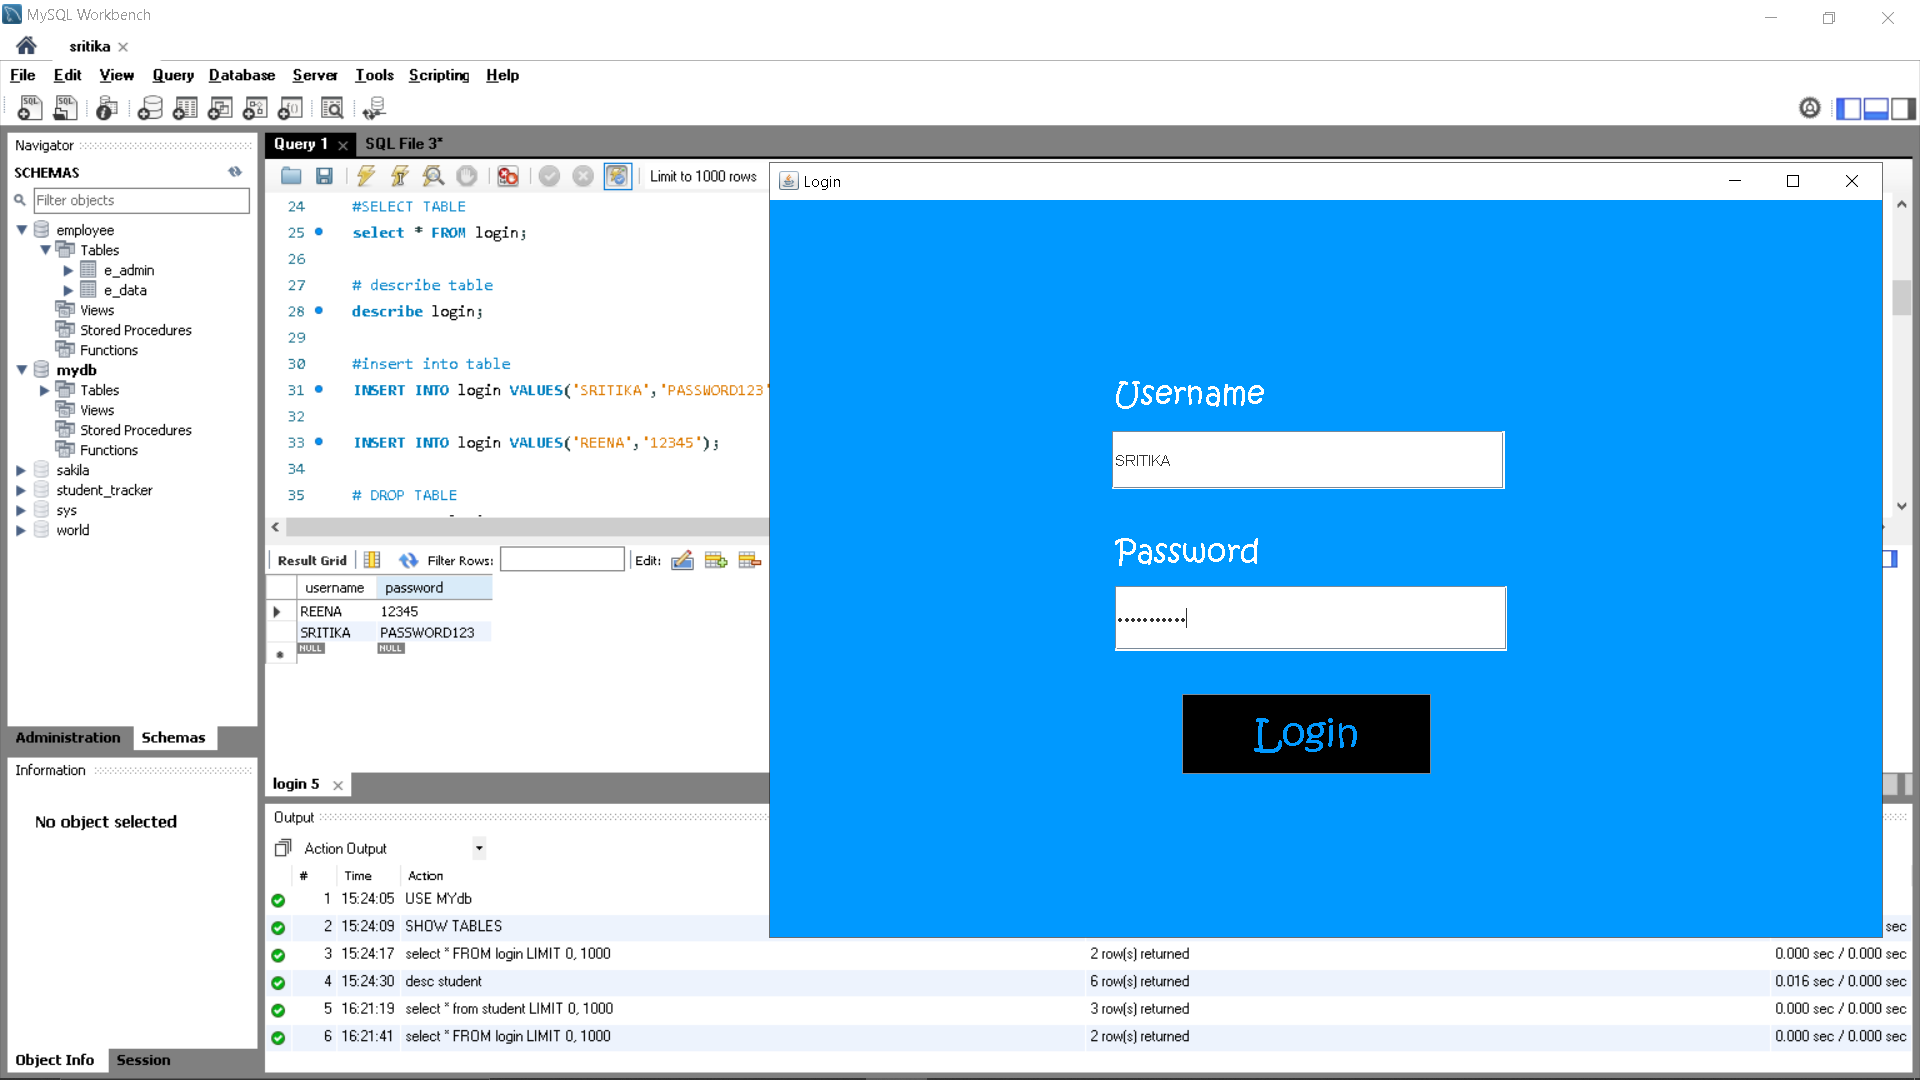 MySQL Workbench
sritika
File Edit View Query Database Server Tools Scripting Help
Navigator
SCHEMAS
Filter objects
employee
Tables
e_admin
e_data
Views
Stored Procedures
Functions
mydb
Tables
Views
Stored Procedures
Functions
sakila
student_tracker
sys
world
Administration Schemas
Information
No object selected
Object Info Session
Query 1 SQL File 3*
Limit to 1000 rows
24 #SELECT TABLE
25 select * FROM login;
26
27 # describe table
28 describe login;
29
30 #insert into table
31 INSERT INTO login VALUES('SRITIKA','PASSWORD123'
32
33 INSERT INTO login VALUES('REENA','12345');
34
35 # DROP TABLE
Result Grid Filter Rows: Edit:
username password
REENA 12345
SRITIKA PASSWORD123
NULL NULL
login 5
Output
Action Output
# Time Action
1 15:24:05 USE MYdb
2 15:24:09 SHOW TABLES sec
3 15:24:17 select * FROM login LIMIT 0, 1000 2 row(s) returned 0.000 sec / 0.000 sec
4 15:24:30 desc student 6 row(s) returned 0.016 sec / 0.000 sec
5 16:21:19 select * from student LIMIT 0, 1000 3 row(s) returned 0.000 sec / 0.000 sec
6 16:21:41 select * FROM login LIMIT 0, 1000 2 row(s) returned 0.000 sec / 0.000 sec
Login
Username
SRITIKA
Password
•••••••••••
Login